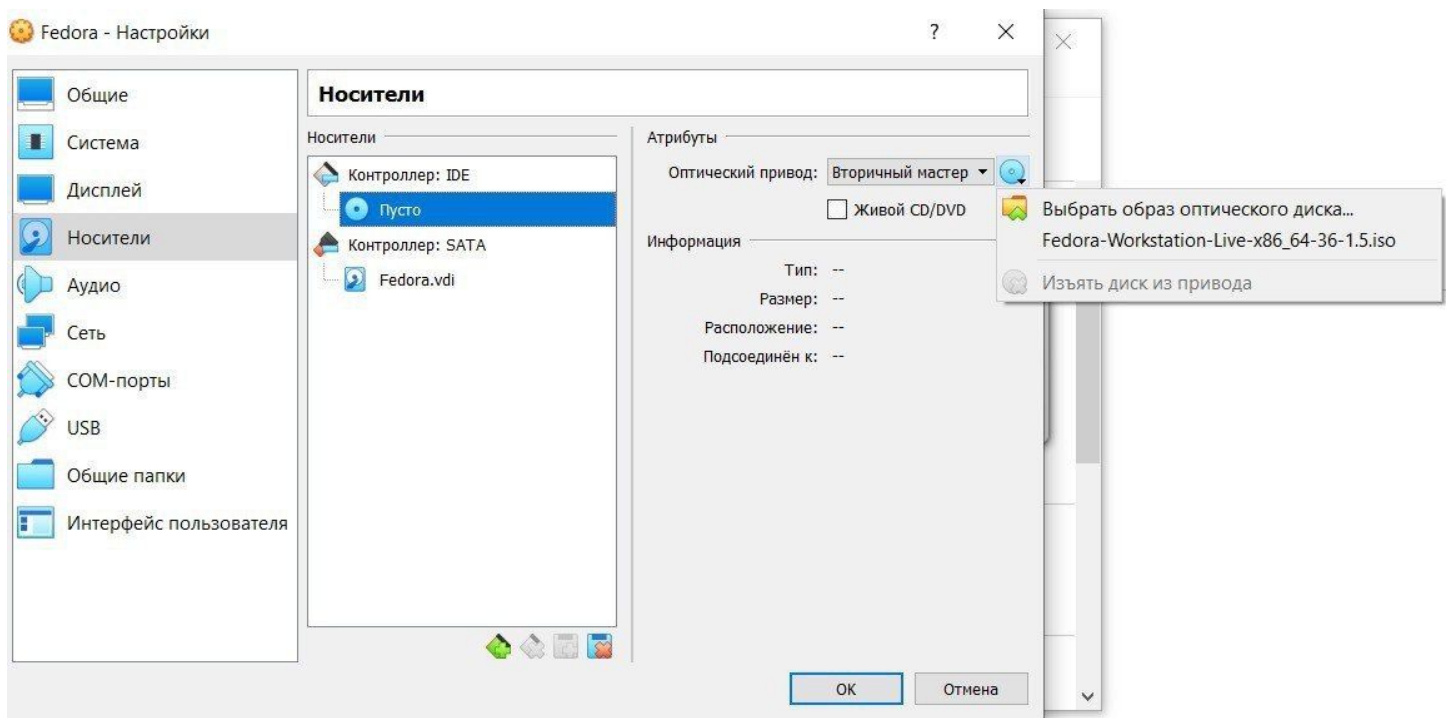 Fedora - Настройки
?
Общие
Система
Дисплей
Носители
Аудио
Сеть
COM-порты
USB
Общие папки
Интерфейс пользователя
Носители
Носители
Контроллер: IDE
Пусто
Контроллер: SATA
Fedora.vdi
Атрибуты
Оптический привод: Вторичный мастер
Живой CD/DVD
Информация
Тип: --
Размер: --
Расположение: --
Подсоединён к: --
Выбрать образ оптического диска...
Fedora-Workstation-Live-x86_64-36-1.5.iso
Изъять диск из привода
ОК
Отмена